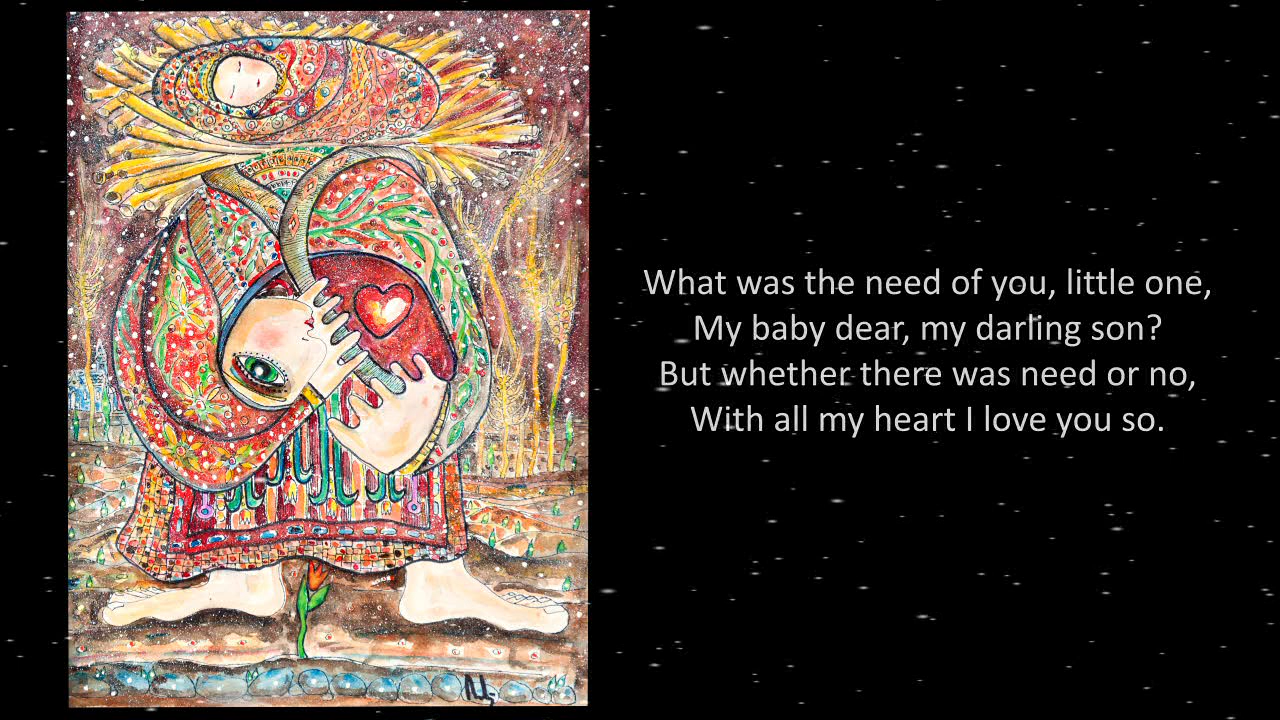 What was the need of you, little one,
My baby dear, my darling son?
But whether there was need or no,
With all my heart I love you so.